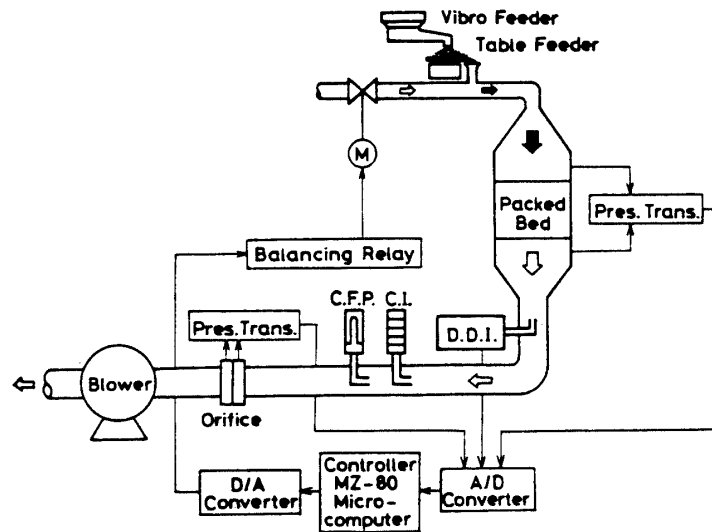 Vibro Feeder
Table Feeder
M
Packed
Bed
Pres. Trans.
Balancing Relay
C.F.P.
C.I.
Pres. Trans.
D.D.I.
Blower
Orifice
D/A
Converter
Controller
MZ-80
Micro-
computer
A/D
Converter